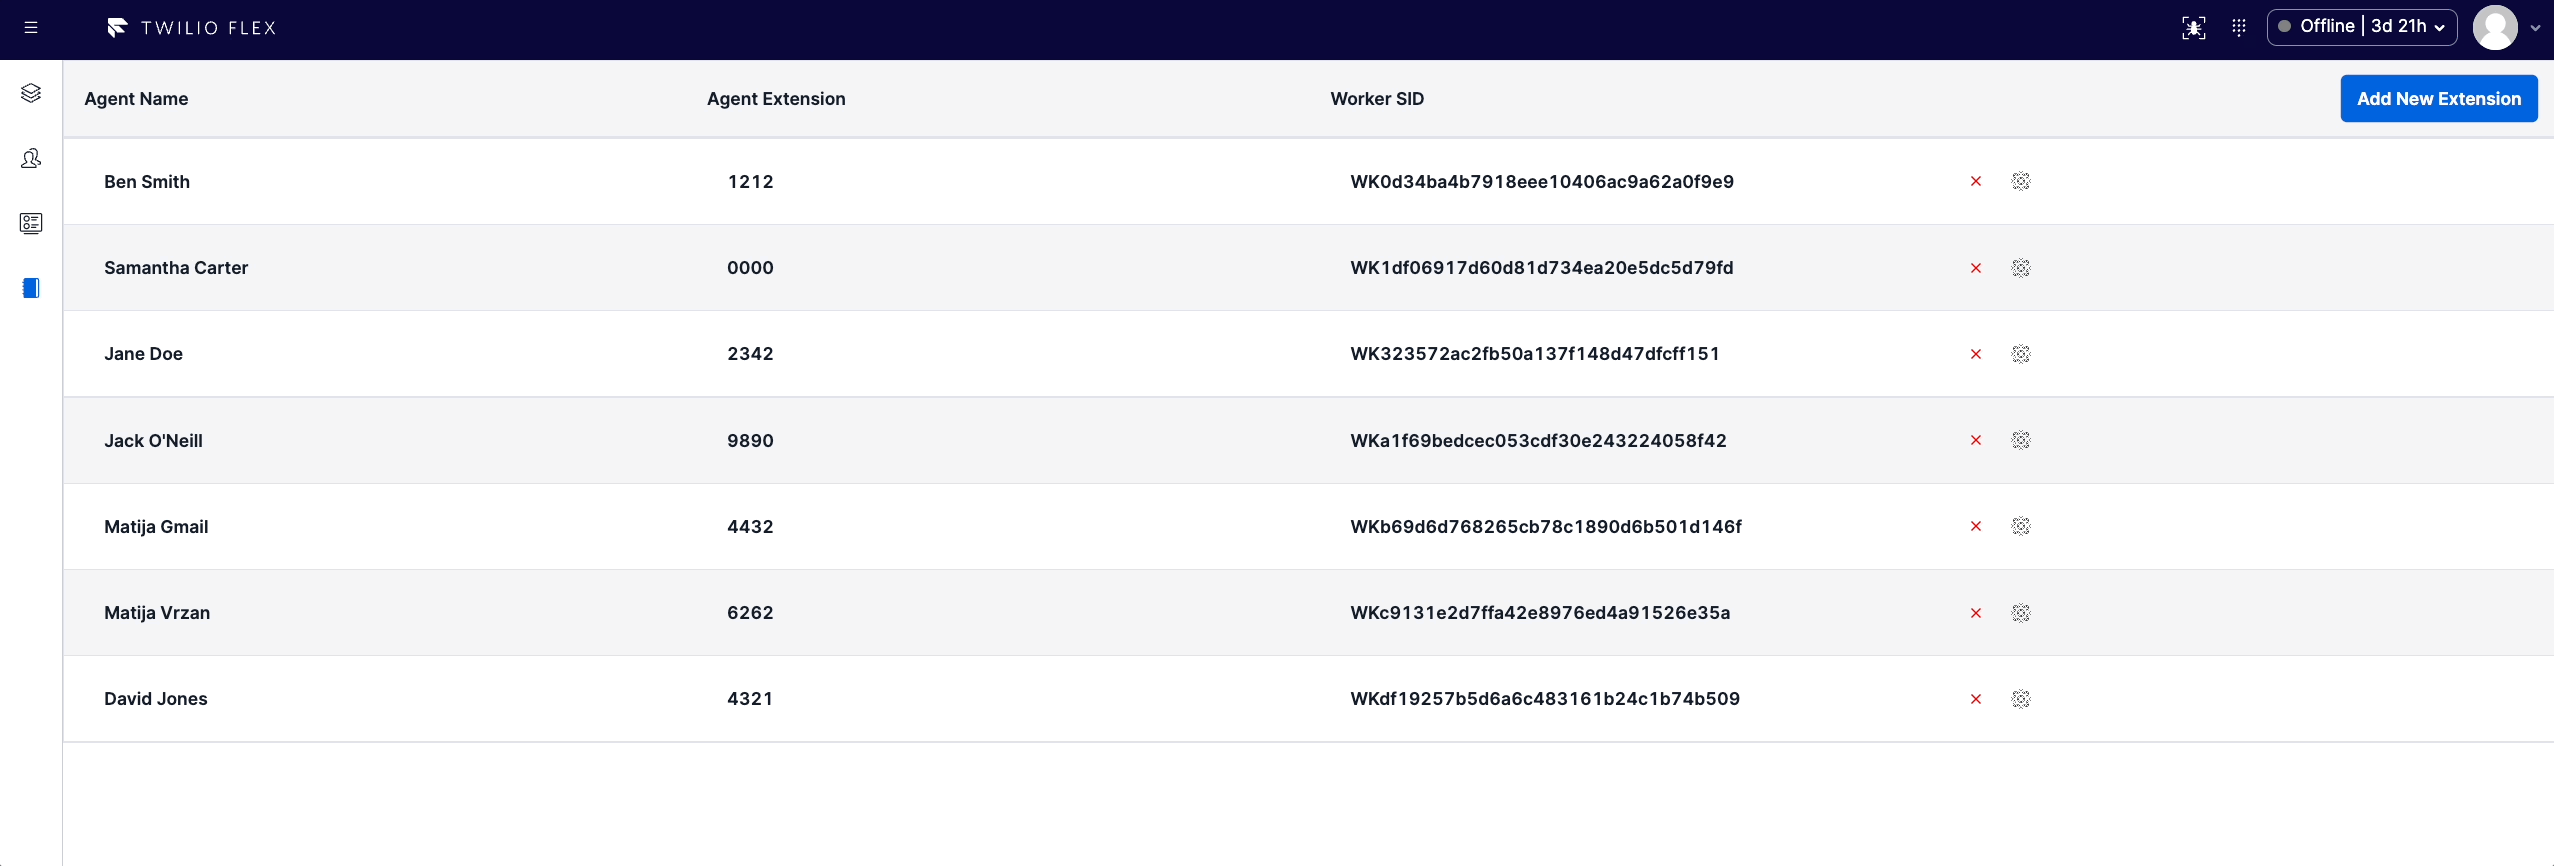 TWILIO FLEX
Offline | 3d 21h
Agent Name Agent Extension Worker SID Add New Extension
Ben Smith 1212 WK0d34ba4b7918eee10406ac9a62a0f9e9
Samantha Carter 0000 WK1df06917d60d81d734ea20e5dc5d79fd
Jane Doe 2342 WK323572ac2fb50a137f148d47dfcff151
Jack O'Neill 9890 WKa1f69bedcec053cdf30e243224058f42
Matija Gmail 4432 WKb69d6d768265cb78c1890d6b501d146f
Matija Vrzan 6262 WKc9131e2d7ffa42e8976ed4a91526e35a
David Jones 4321 WKdf19257b5d6a6c483161b24c1b74b509